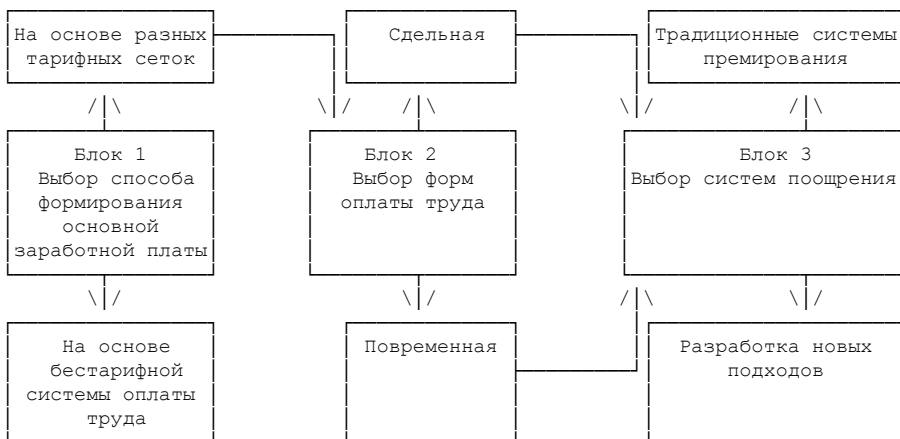 На основе разных
тарифных сеток
Сдельная
Традиционные системы
премирования
Блок 1
Выбор способа
формирования
основной
заработной платы
Блок 2
Выбор форм
оплаты труда
Блок 3
Выбор систем поощрения
На основе
бестарифной
системы оплаты
труда
Повременная
Разработка новых
подходов